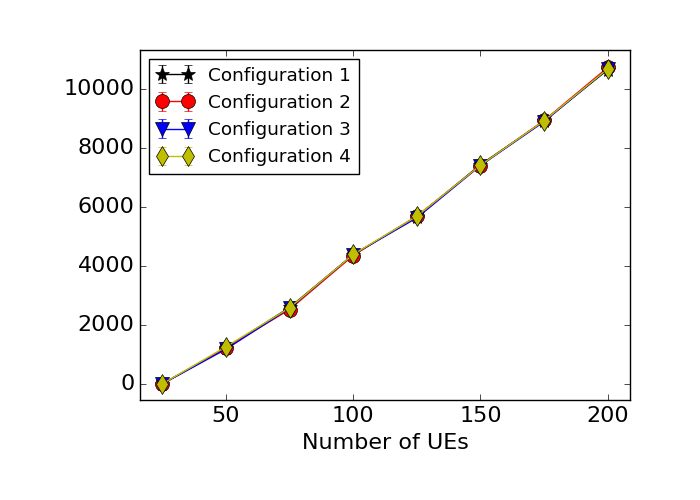 Configuration 1
Configuration 2
Configuration 3
Configuration 4
10000
8000
6000
4000
2000
0
50 100 150 200
Number of UEs